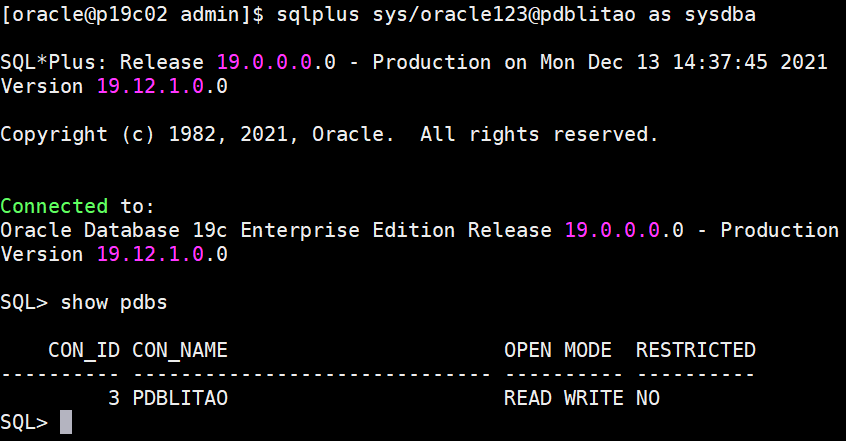 [oracle@p19c02 admin]$ sqlplus sys/oracle123@pdblitao as sysdba
SQL*Plus: Release 19.0.0.0.0 - Production on Mon Dec 13 14:37:45 2021
Version 19.12.1.0.0
Copyright (c) 1982, 2021, Oracle.  All rights reserved.
Connected to:
Oracle Database 19c Enterprise Edition Release 19.0.0.0.0 - Production
Version 19.12.1.0.0
SQL> show pdbs
    CON_ID CON_NAME                       OPEN MODE  RESTRICTED
---------- ------------------------------ ---------- ----------
         3 PDBLITAO                       READ WRITE NO
SQL>